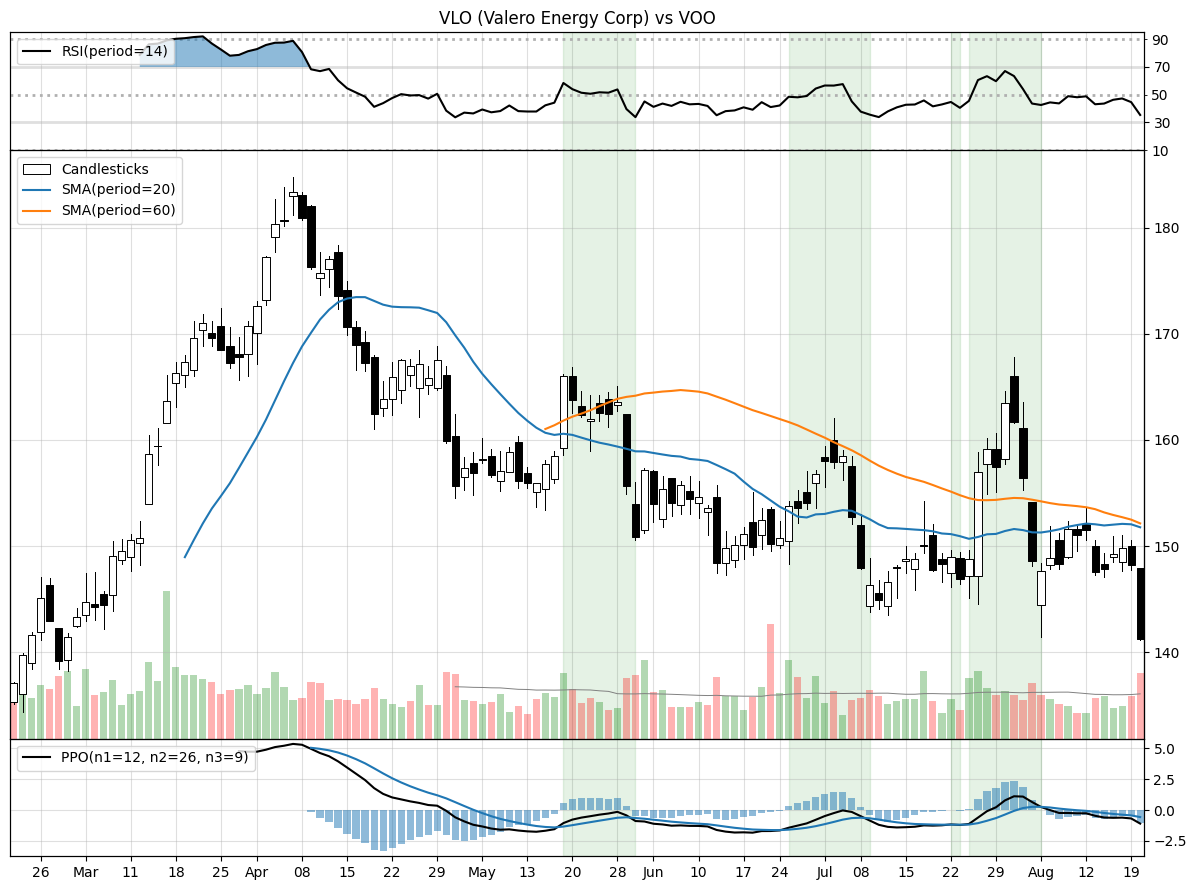 VLO (Valero Energy Corp) vs VOO
RSI(period=14)
90
70
50
30
10
Candlesticks
SMA(period=20)
SMA(period=60)
180
170
160
150
140
PPO(n1=12, n2=26, n3=9)
5.0
2.5
0.0
−2.5
26 Mar 11 18 25 Apr 08 15 22 29 May 13 20 28 Jun 10 17 24 Jul 08 15 22 29 Aug 12 19